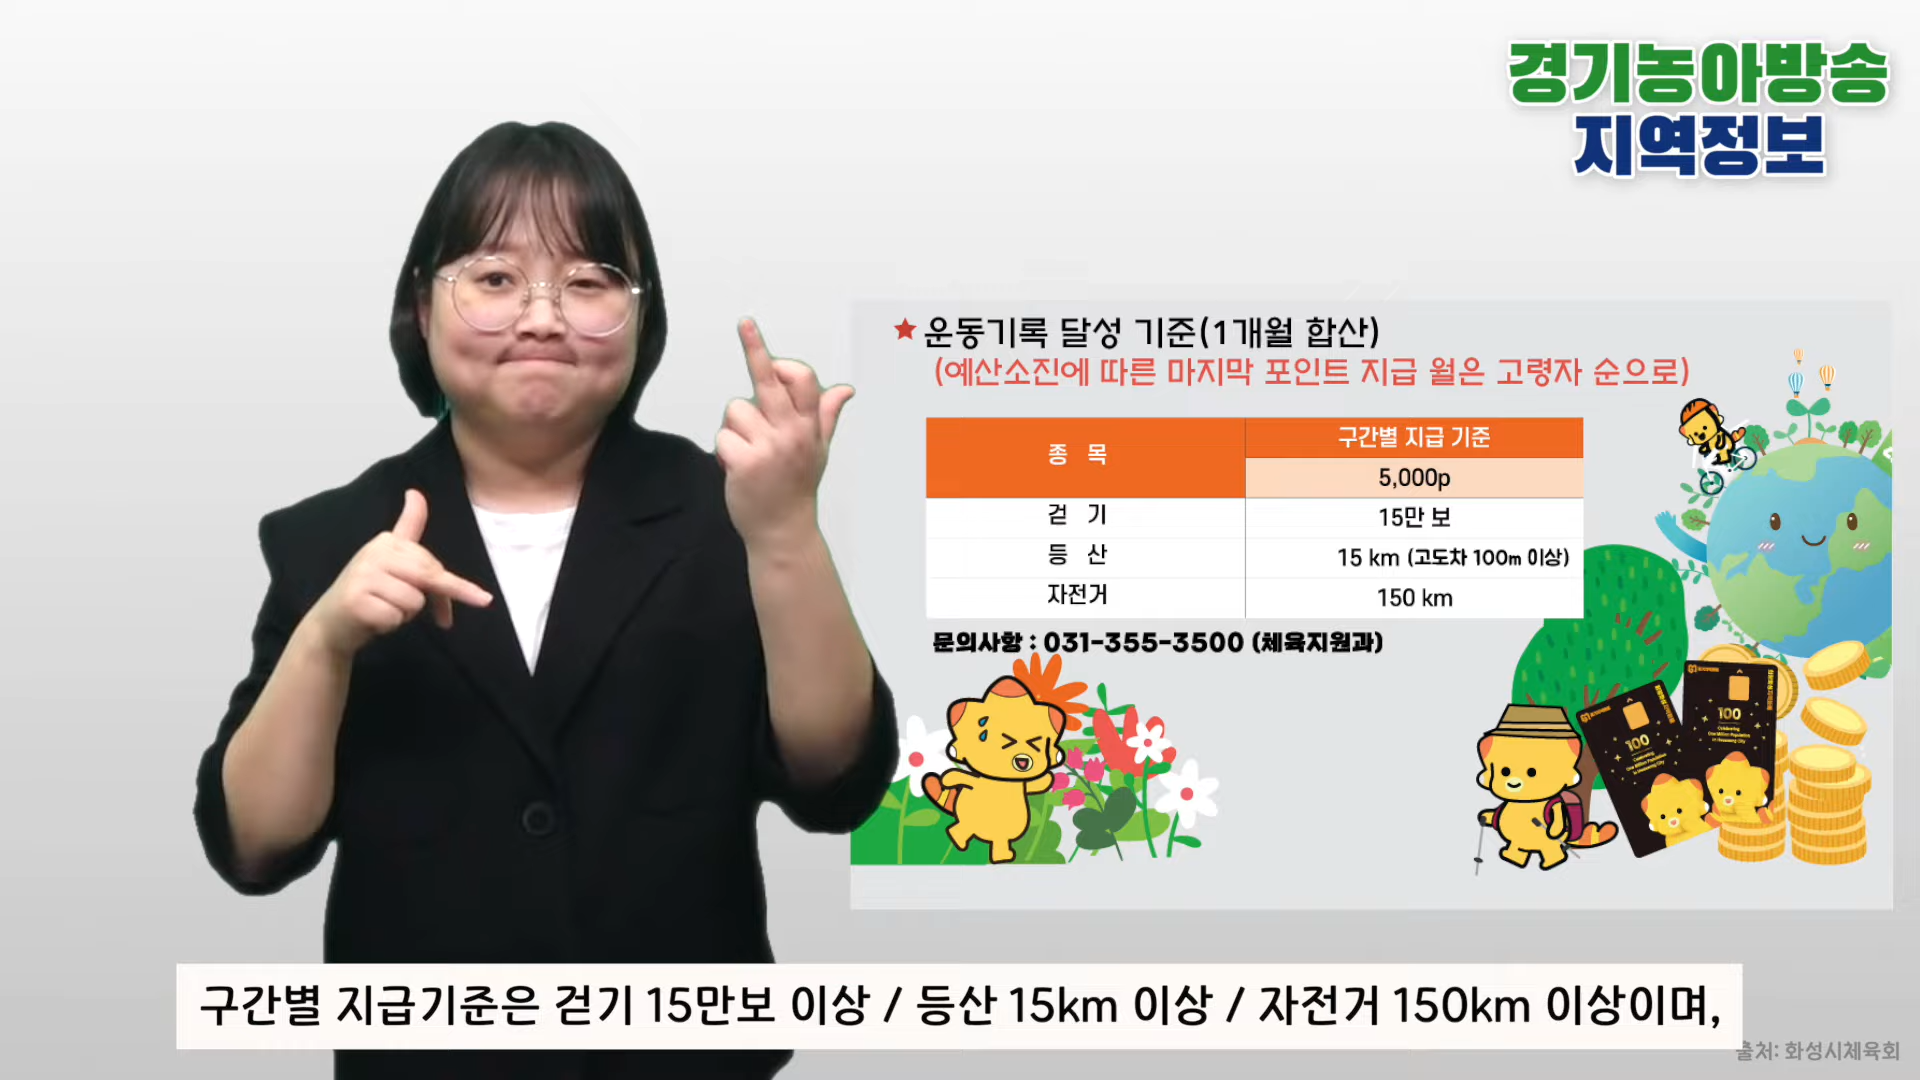 경기농아방송
지역정보
★ 운동기록 달성 기준(1개월 합산)
(예산소진에 따른 마지막 포인트 지급 월은 고령자 순으로)
종 목
구간별 지급 기준
5,000p
걷 기
15만 보
등 산
15 km (고도차 100m 이상)
자전거
150 km
문의사항 : 031-355-3500 (체육지원과)
100
100
구간별 지급기준은 걷기 15만보 이상 / 등산 15km 이상 / 자전거 150km 이상이며,
출처: 화성시체육회